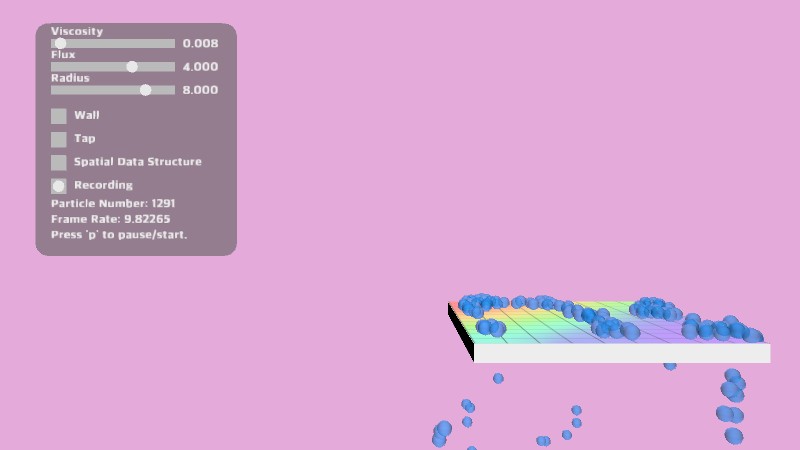 Viscosity
0.008
Flux
4.000
Radius
8.000
Wall
Tap
Spatial Data Structure
Recording
Particle Number: 1291
Frame Rate: 9.82265
Press 'p' to pause/start.